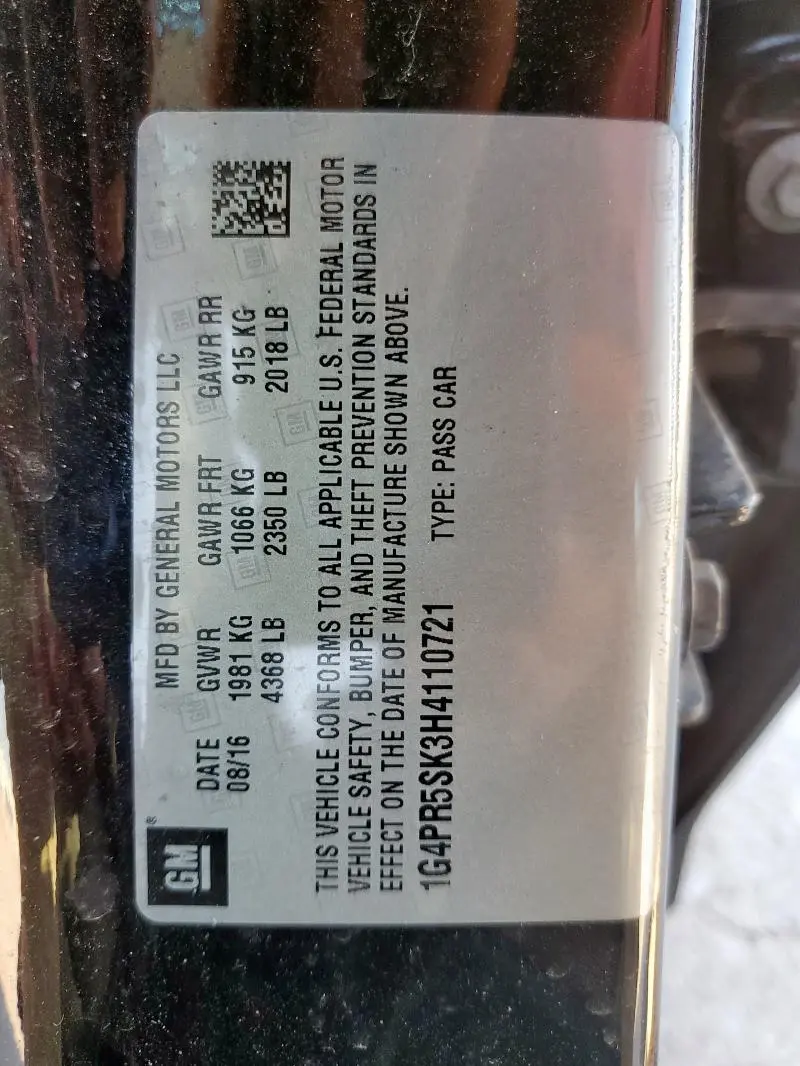 GM ®
MFD BY GENERAL MOTORS LLC
DATE GVWR GAWR FRT GAWR RR
08/16 1981 KG 1066 KG 915 KG
4368 LB 2350 LB 2018 LB
THIS VEHICLE CONFORMS TO ALL APPLICABLE U.S. FEDERAL MOTOR
VEHICLE SAFETY, BUMPER, AND THEFT PREVENTION STANDARDS IN
EFFECT ON THE DATE OF MANUFACTURE SHOWN ABOVE.
1G4PR5SK3H4110721 TYPE: PASS CAR